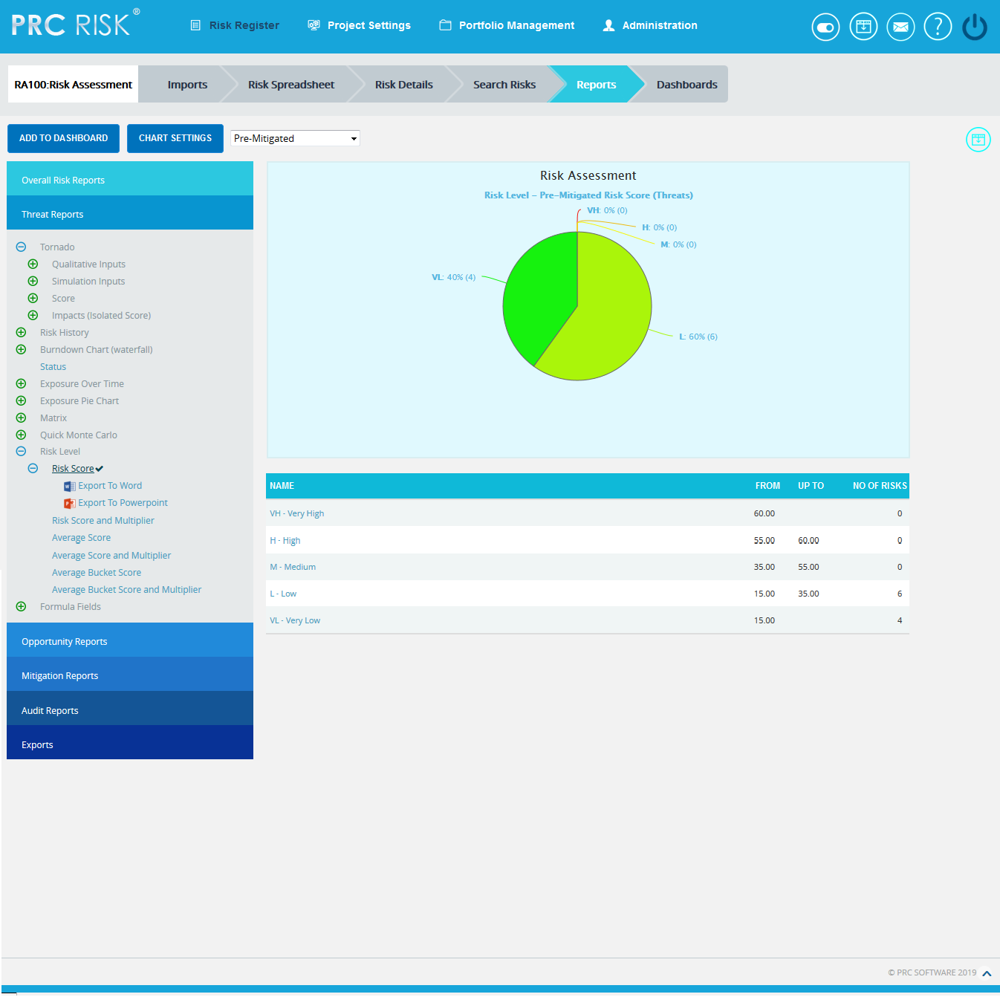 PRC RISK®
Risk Register
Project Settings
Portfolio Management
Administration
RA100:Risk Assessment
Imports
Risk Spreadsheet
Risk Details
Search Risks
Reports
Dashboards
ADD TO DASHBOARD
CHART SETTINGS
Pre-Mitigated
Overall Risk Reports
Threat Reports
Tornado
Qualitative Inputs
Simulation Inputs
Score
Impacts (Isolated Score)
Risk History
Burndown Chart (waterfall)
Status
Exposure Over Time
Exposure Pie Chart
Matrix
Quick Monte Carlo
Risk Level
Risk Score
Export To Word
Export To Powerpoint
Risk Score and Multiplier
Average Score
Average Score and Multiplier
Average Bucket Score
Average Bucket Score and Multiplier
Formula Fields
Opportunity Reports
Mitigation Reports
Audit Reports
Exports
Risk Assessment
Risk Level - Pre-Mitigated Risk Score (Threats)
VH: 0% (0)
H: 0% (0)
M: 0% (0)
VL: 40% (4)
L: 60% (6)
NAME FROM UP TO NO OF RISKS
VH - Very High 60.00 0
H - High 55.00 60.00 0
M - Medium 35.00 55.00 0
L - Low 15.00 35.00 6
VL - Very Low 15.00 4
© PRC SOFTWARE 2019